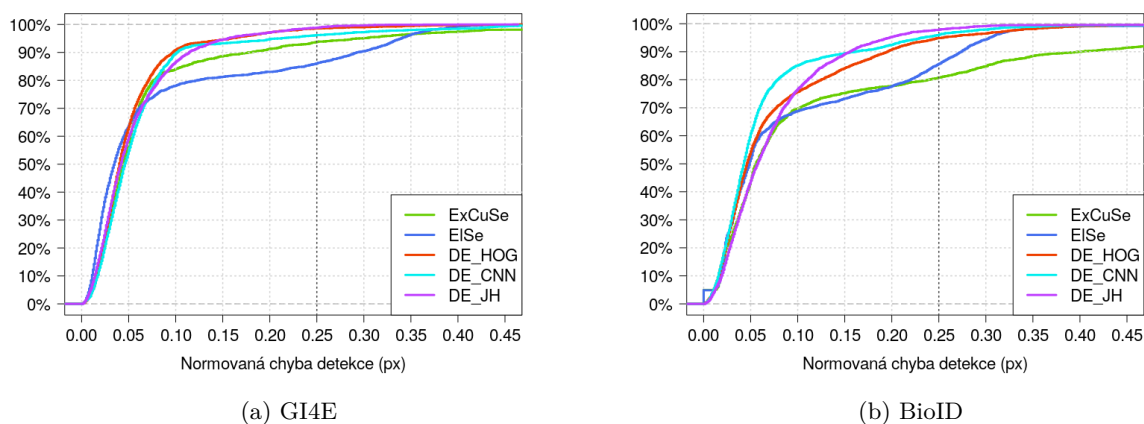 100%
90%
80%
70%
60%
50%
40%
30%
20%
10%
0%
ExCuSe
ElSe
DE_HOG
DE_CNN
DE_JH
0.00 0.05 0.10 0.15 0.20 0.25 0.30 0.35 0.40 0.45
Normovaná chyba detekce (px)
(a) GI4E
100%
90%
80%
70%
60%
50%
40%
30%
20%
10%
0%
ExCuSe
ElSe
DE_HOG
DE_CNN
DE_JH
0.00 0.05 0.10 0.15 0.20 0.25 0.30 0.35 0.40 0.45
Normovaná chyba detekce (px)
(b) BioID